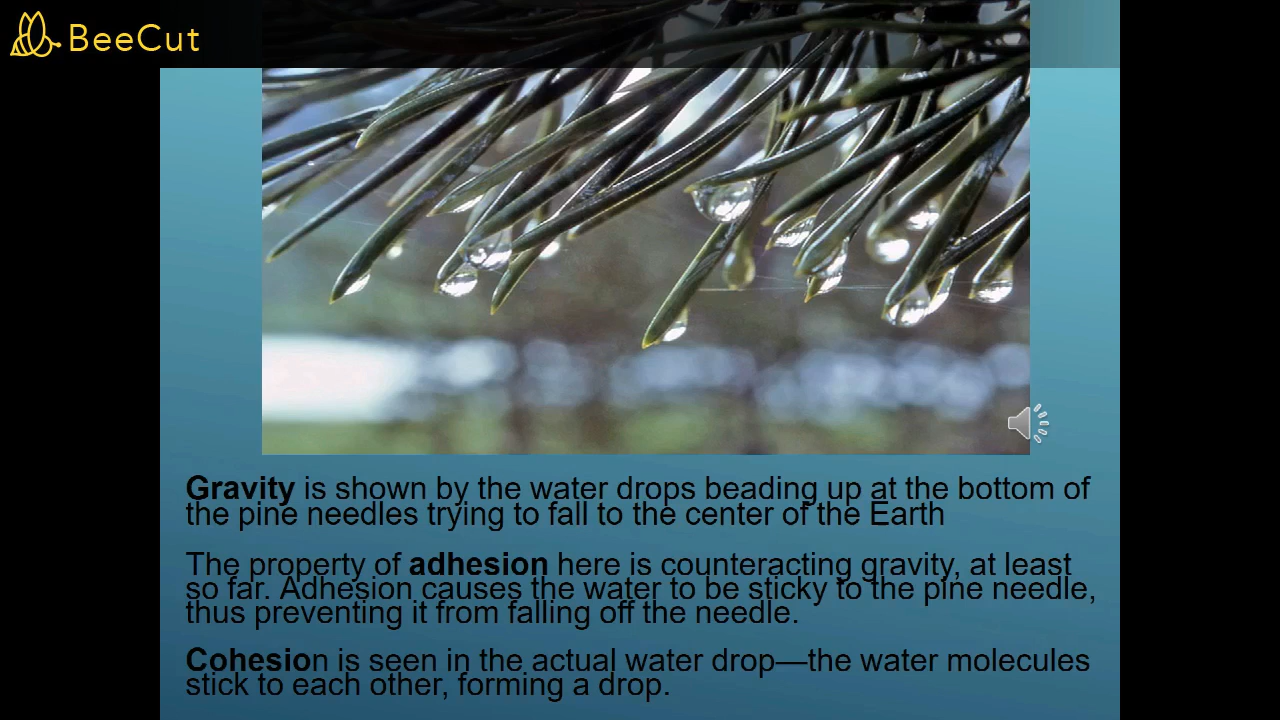 BeeCut
Gravity is shown by the water drops beading up at the bottom of
the pine needles trying to fall to the center of the Earth
The property of adhesion here is counteracting gravity, at least
so far. Adhesion causes the water to be sticky to the pine needle,
thus preventing it from falling off the needle.
Cohesion is seen in the actual water drop—the water molecules
stick to each other, forming a drop.